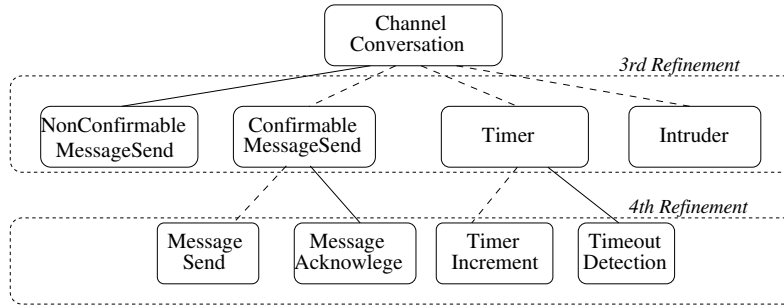 Channel
Conversation
3rd Refinement
NonConfirmable
MessageSend
Confirmable
MessageSend
Timer
Intruder
4th Refinement
Message
Send
Message
Acknowlege
Timer
Increment
Timeout
Detection